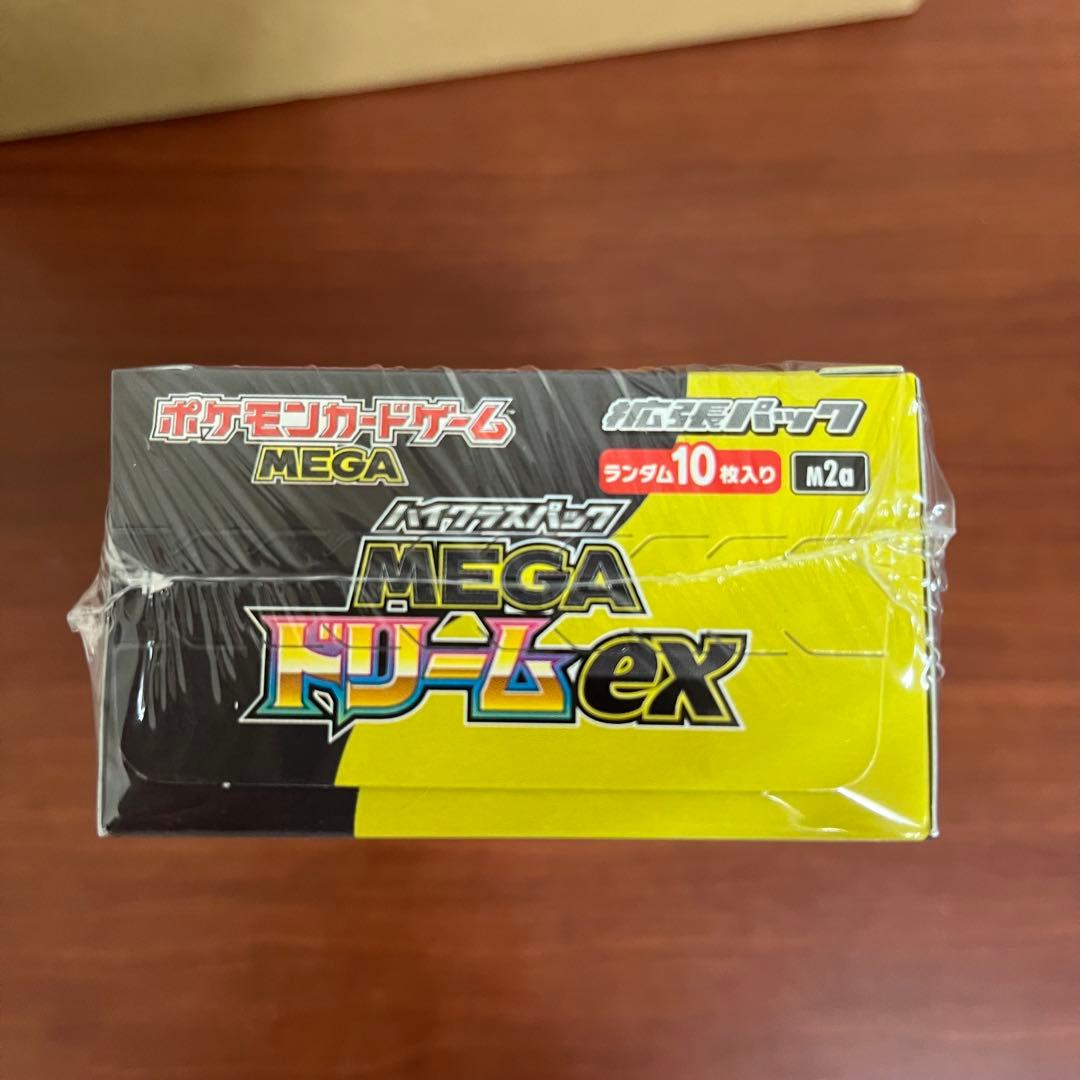 ポケモンカードゲーム™
MEGA
拡張パック
ランダム10枚入り
M2a
ハイクラスパック
MEGA
ドリームex